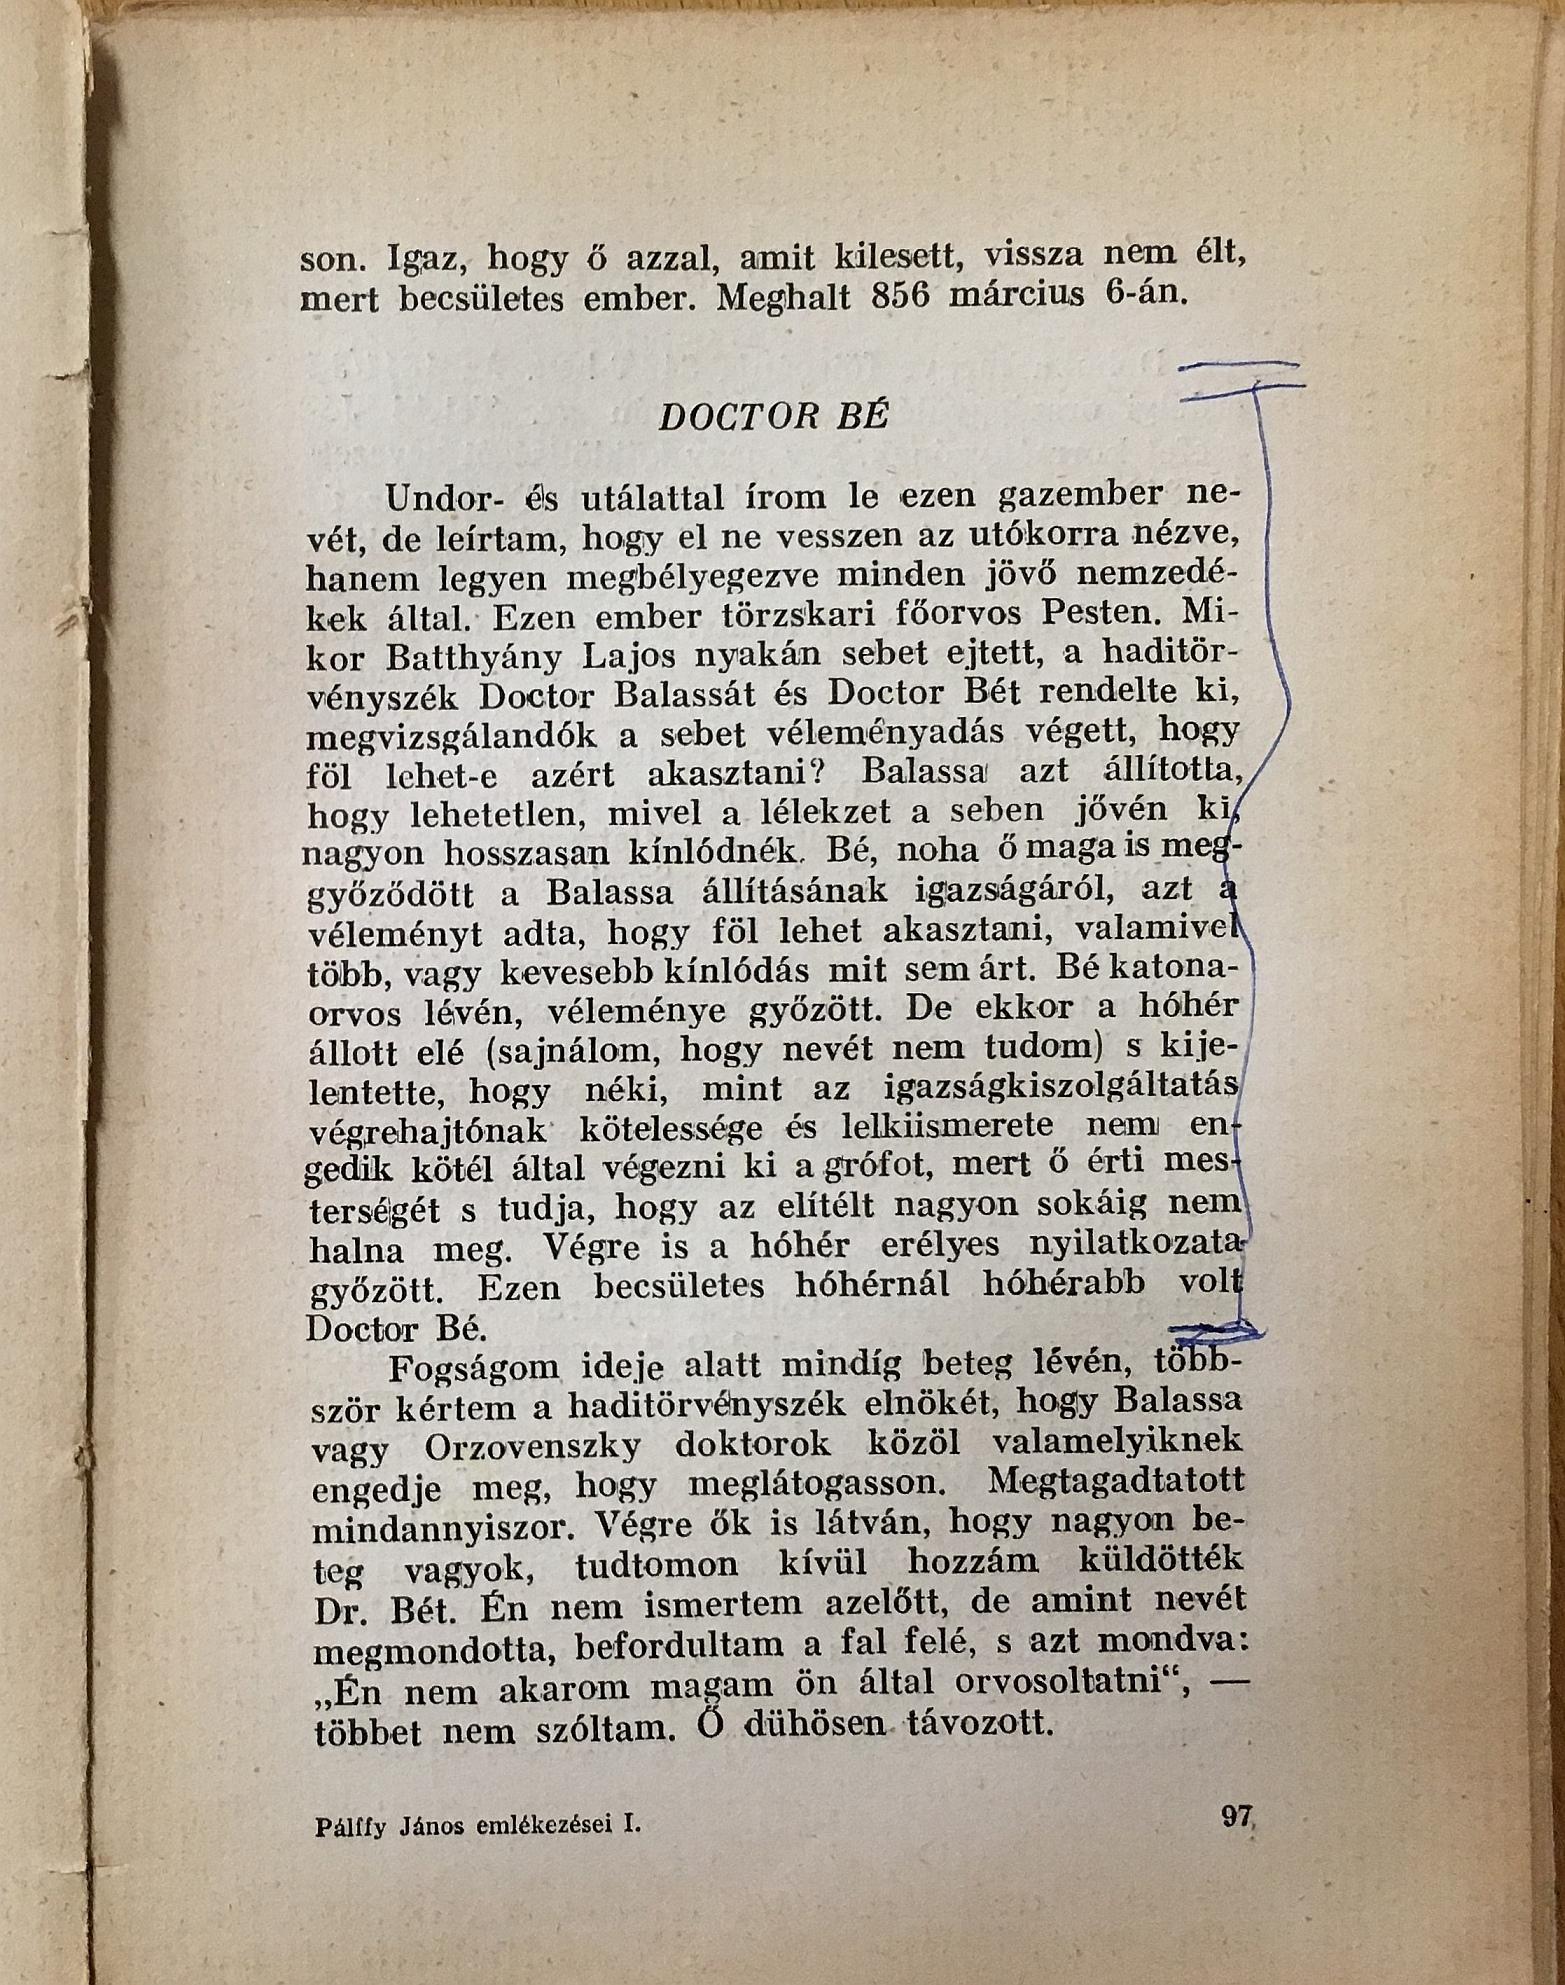 son. Igaz, hogy ő azzal, amit kilesett, vissza nem élt,
mert becsületes ember. Meghalt 856 március 6-án.
DOCTOR BÉ
Undor- és utálattal írom le ezen gazember ne-
vét, de leírtam, hogy el ne vesszen az utókorra nézve,
hanem legyen megbélyegezve minden jövő nemzedé-
kek által. Ezen ember törzskari főorvos Pesten. Mi-
kor Batthyány Lajos nyakán sebet ejtett, a haditör-
vényszék Doctor Balassát és Doctor Bét rendelte ki,
megvizsgálandók a sebet véleményadás végett, hogy
föl lehet-e azért akasztani? Balassa azt állította,
hogy lehetetlen, mivel a lélekzet a seben jővén ki,
nagyon hosszasan kínlódnék. Bé, noha ő maga is meg-
győződött a Balassa állításának igazságáról, azt a
véleményt adta, hogy föl lehet akasztani, valamivel
több, vagy kevesebb kínlódás mit sem árt. Bé katona-
orvos lévén, véleménye győzött. De ekkor a hóhér
állott elé (sajnálom, hogy nevét nem tudom) s kije-
lentette, hogy néki, mint az igazságkiszolgáltatás
végrehajtónak kötelessége és lelkiismerete nem en-
gedik kötél által végezni ki a grófot, mert ő érti mes-
terségét s tudja, hogy az elítélt nagyon sokáig nem
halna meg. Végre is a hóhér erélyes nyilatkozata
győzött. Ezen becsületes hóhérnál hóhérabb volt
Doctor Bé.
Fogságom ideje alatt mindíg beteg lévén, több-
ször kértem a haditörvényszék elnökét, hogy Balassa
vagy Orzovenszky doktorok közöl valamelyiknek
engedje meg, hogy meglátogasson. Megtagadtatott
mindannyiszor. Végre ők is látván, hogy nagyon be-
teg vagyok, tudtomon kívül hozzám küldötték
Dr. Bét. Én nem ismertem azelőtt, de amint nevét
megmondotta, befordultam a fal felé, s azt mondva:
„Én nem akarom magam ön által orvosoltatni“, —
többet nem szóltam. Ő dühösen távozott.
Pálffy János emlékezései I.
97